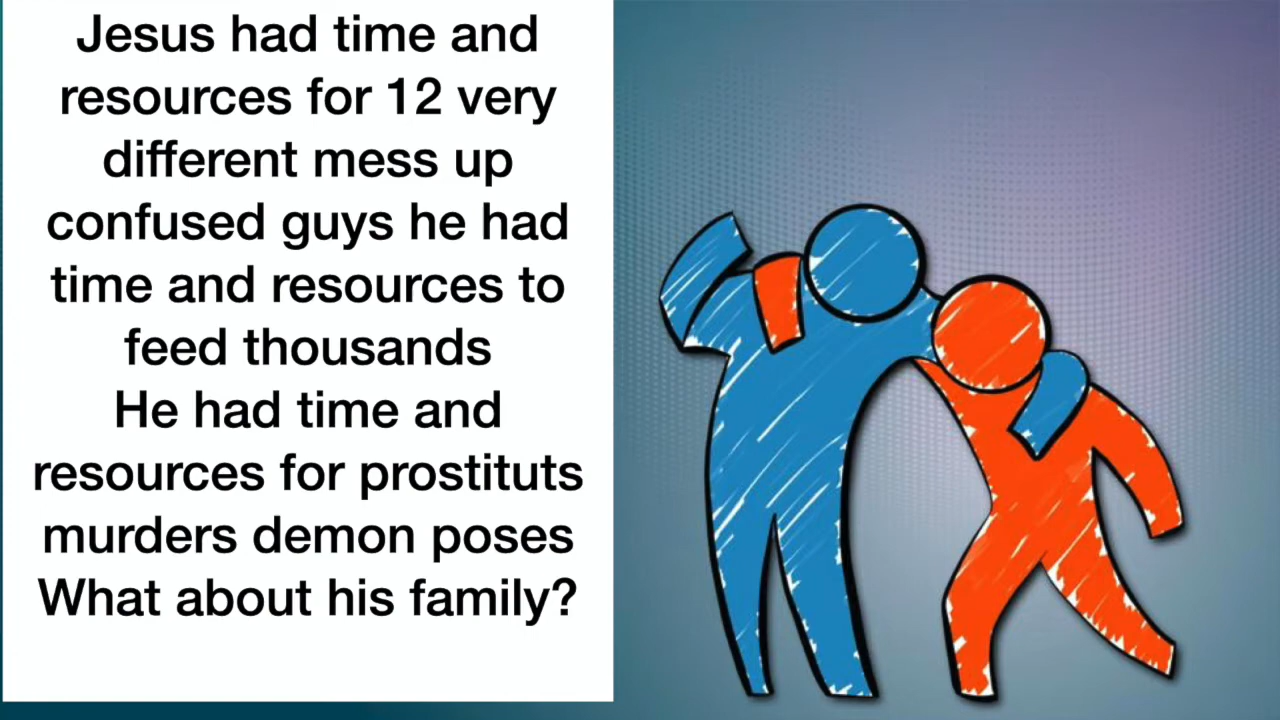 Jesus had time and
resources for 12 very
different mess up
confused guys he had
time and resources to
feed thousands
He had time and
resources for prostituts
murders demon poses
What about his family?